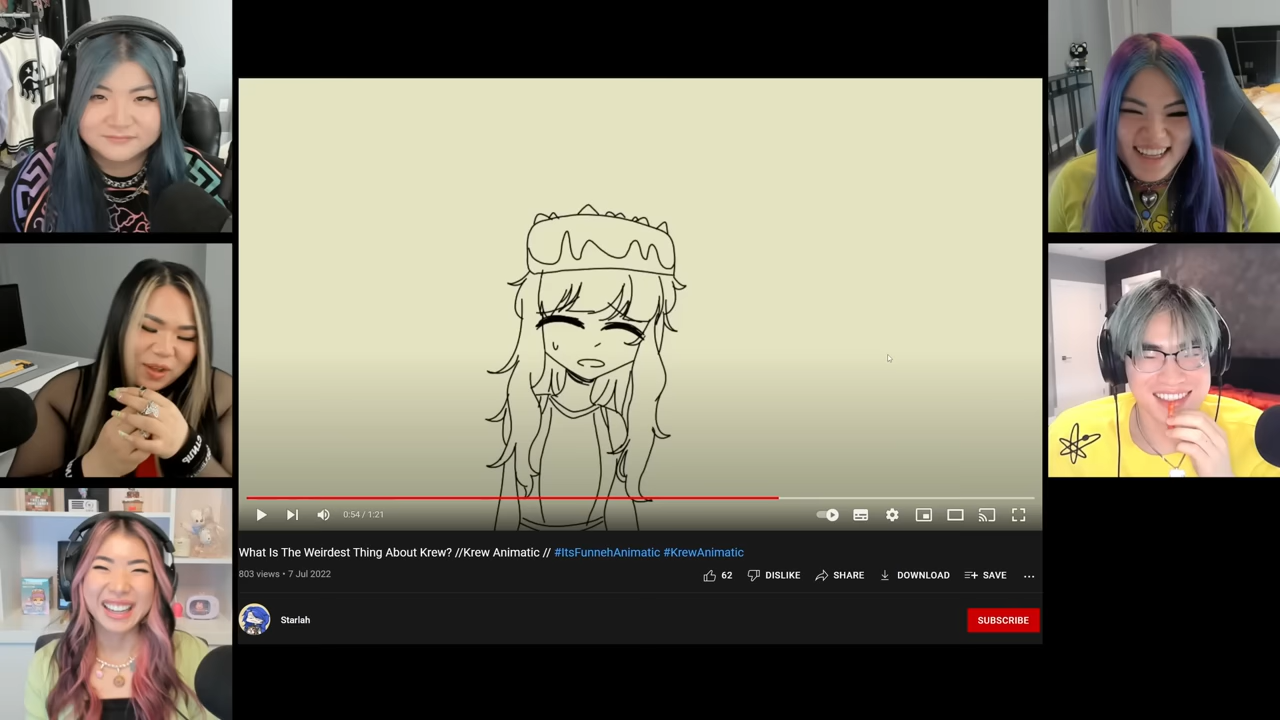 0:54 / 1:21
What Is The Weirdest Thing About Krew? //Krew Animatic // #ItsFunnehAnimatic #KrewAnimatic
803 views • 7 Jul 2022
62 DISLIKE SHARE DOWNLOAD SAVE ...
Starlah
SUBSCRIBE